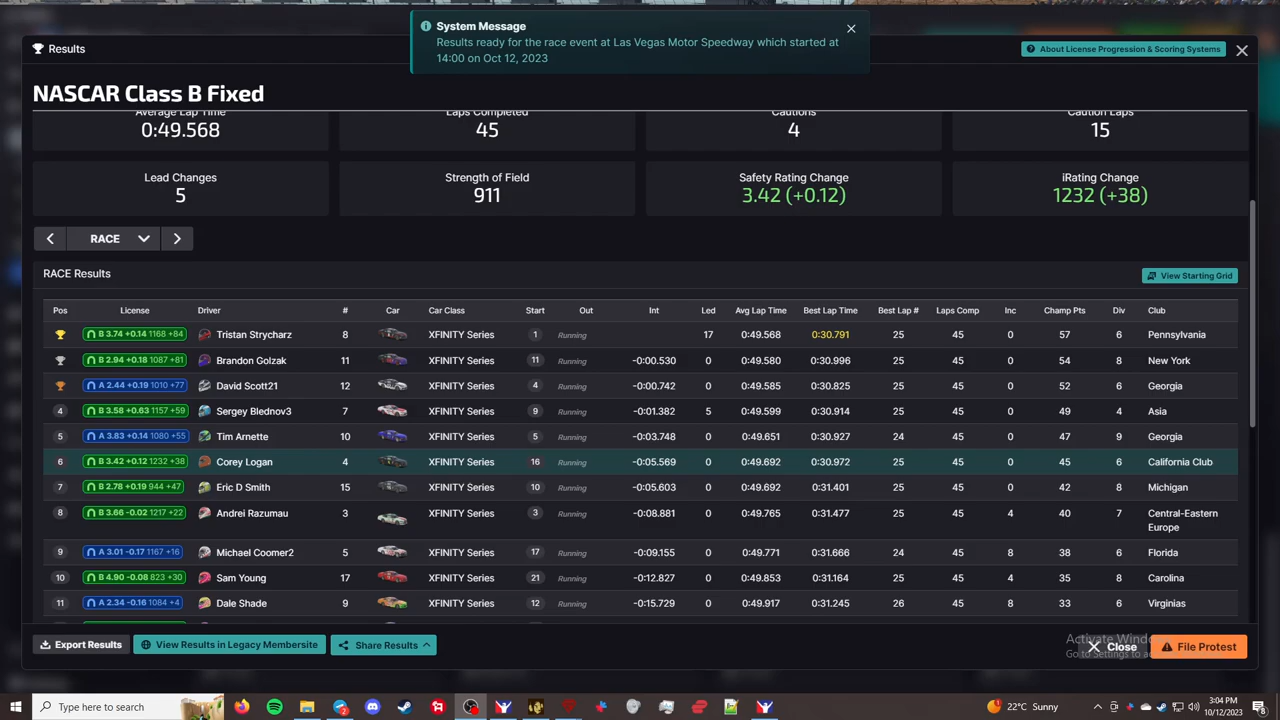 System Message
Results ready for the race event at Las Vegas Motor Speedway which started at
14:00 on Oct 12, 2023
Results
About License Progression & Scoring Systems
NASCAR Class B Fixed
Average Lap Time Laps Completed Cautions Caution Laps
0:49.568 45 4 15
Lead Changes Strength of Field Safety Rating Change iRating Change
5 911 3.42 (+0.12) 1232 (+38)
RACE
RACE Results View Starting Grid
Pos License Driver # Car Car Class Start Out Int Led Avg Lap Time Best Lap Time Best Lap # Laps Comp Inc Champ Pts Div Club
B 3.74 +0.14 1168 +84 Tristan Strycharz 8 XFINITY Series 1 Running 17 0:49.568 0:30.791 25 45 0 57 6 Pennsylvania
B 2.94 +0.18 1087 +81 Brandon Golzak 11 XFINITY Series 11 Running -0:00.530 0 0:49.580 0:30.996 25 45 0 54 8 New York
A 2.44 +0.19 1010 +77 David Scott21 12 XFINITY Series 4 Running -0:00.742 0 0:49.585 0:30.825 25 45 0 52 6 Georgia
4 B 3.58 +0.63 1157 +59 Sergey Blednov3 7 XFINITY Series 9 Running -0:01.382 5 0:49.599 0:30.914 25 45 0 49 4 Asia
5 A 3.83 +0.14 1080 +55 Tim Arnette 10 XFINITY Series 5 Running -0:03.748 0 0:49.651 0:30.927 24 45 0 47 9 Georgia
6 B 3.42 +0.12 1232 +38 Corey Logan 4 XFINITY Series 16 Running -0:05.569 0 0:49.692 0:30.972 25 45 0 45 6 California Club
7 B 2.78 +0.19 944 +47 Eric D Smith 15 XFINITY Series 10 Running -0:05.603 0 0:49.692 0:31.401 25 45 0 42 8 Michigan
8 B 3.66 -0.02 1217 +22 Andrei Razumau 3 XFINITY Series 3 Running -0:08.881 0 0:49.765 0:31.477 25 45 4 40 7 Central-Eastern
Europe
9 A 3.01 -0.17 1167 +16 Michael Coomer2 5 XFINITY Series 17 Running -0:09.155 0 0:49.771 0:31.666 24 45 8 38 6 Florida
10 B 4.90 -0.08 823 +30 Sam Young 17 XFINITY Series 21 Running -0:12.827 0 0:49.853 0:31.164 25 45 4 35 8 Carolina
11 A 2.34 -0.16 1084 +4 Dale Shade 9 XFINITY Series 12 Running -0:15.729 0 0:49.917 0:31.245 26 45 8 33 6 Virginias
Export Results View Results in Legacy Membersite Share Results Close File Protest
Activate
Go to Settings to
Type here to search 22°C Sunny 3:04 PM
10/12/2023